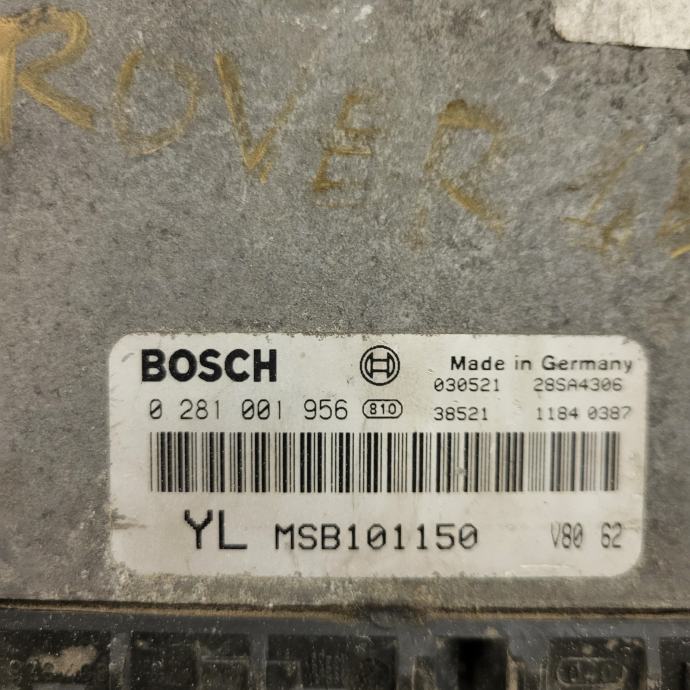 ROVER
BOSCH Made in Germany
030521 28SA4306
0 281 001 956 810 38521 1184 0387
YL MSB101150 V80 62